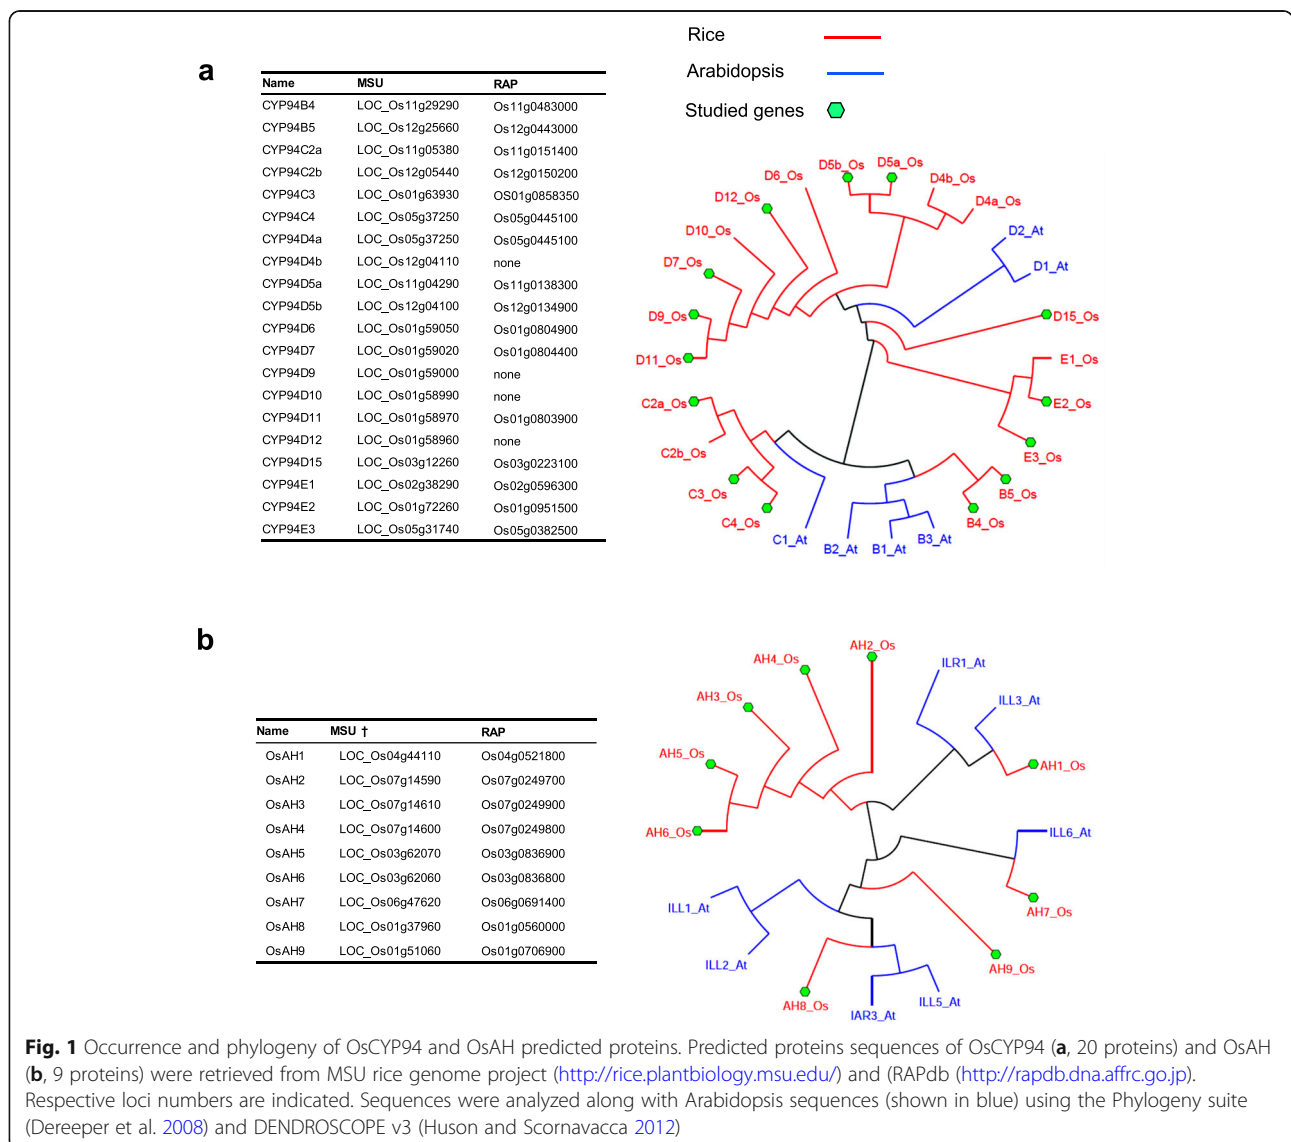 Rice
Arabidopsis
Studied genes
a
Name MSU RAP
CYP94B4 LOC_Os11g29290 Os11g0483000
CYP94B5 LOC_Os12g25660 Os12g0443000
CYP94C2a LOC_Os11g05380 Os11g0151400
CYP94C2b LOC_Os12g05440 Os12g0150200
CYP94C3 LOC_Os01g63930 OS01g0858350
CYP94C4 LOC_Os05g37250 Os05g0445100
CYP94D4a LOC_Os05g37250 Os05g0445100
CYP94D4b LOC_Os12g04110 none
CYP94D5a LOC_Os11g04290 Os11g0138300
CYP94D5b LOC_Os12g04100 Os12g0134900
CYP94D6 LOC_Os01g59050 Os01g0804900
CYP94D7 LOC_Os01g59020 Os01g0804400
CYP94D9 LOC_Os01g59000 none
CYP94D10 LOC_Os01g58990 none
CYP94D11 LOC_Os01g58970 Os01g0803900
CYP94D12 LOC_Os01g58960 none
CYP94D15 LOC_Os03g12260 Os03g0223100
CYP94E1 LOC_Os02g38290 Os02g0596300
CYP94E2 LOC_Os01g72260 Os01g0951500
CYP94E3 LOC_Os05g31740 Os05g0382500
D5b_Os
D5a_Os
D4b_Os
D4a_Os
D6_Os
D12_Os
D10_Os
D7_Os
D9_Os
D11_Os
D2_At
D1_At
D15_Os
E1_Os
E2_Os
E3_Os
C2a_Os
C2b_Os
C3_Os
C4_Os
C1_At
B2_At
B1_At
B3_At
B4_Os
B5_Os
b
Name MSU † RAP
OsAH1 LOC_Os04g44110 Os04g0521800
OsAH2 LOC_Os07g14590 Os07g0249700
OsAH3 LOC_Os07g14610 Os07g0249900
OsAH4 LOC_Os07g14600 Os07g0249800
OsAH5 LOC_Os03g62070 Os03g0836900
OsAH6 LOC_Os03g62060 Os03g0836800
OsAH7 LOC_Os06g47620 Os06g0691400
OsAH8 LOC_Os01g37960 Os01g0560000
OsAH9 LOC_Os01g51060 Os01g0706900
AH2_Os
AH4_Os
AH3_Os
AH5_Os
AH6_Os
ILR1_At
ILL3_At
AH1_Os
ILL6_At
AH7_Os
AH9_Os
ILL1_At
ILL2_At
AH8_Os
IAR3_At
ILL5_At
Fig. 1 Occurrence and phylogeny of OsCYP94 and OsAH predicted proteins. Predicted proteins sequences of OsCYP94 (a, 20 proteins) and OsAH
(b, 9 proteins) were retrieved from MSU rice genome project (http://rice.plantbiology.msu.edu/) and (RAPdb (http://rapdb.dna.affrc.go.jp).
Respective loci numbers are indicated. Sequences were analyzed along with Arabidopsis sequences (shown in blue) using the Phylogeny suite
(Dereeper et al. 2008) and DENDROSCOPE v3 (Huson and Scornavacca 2012)